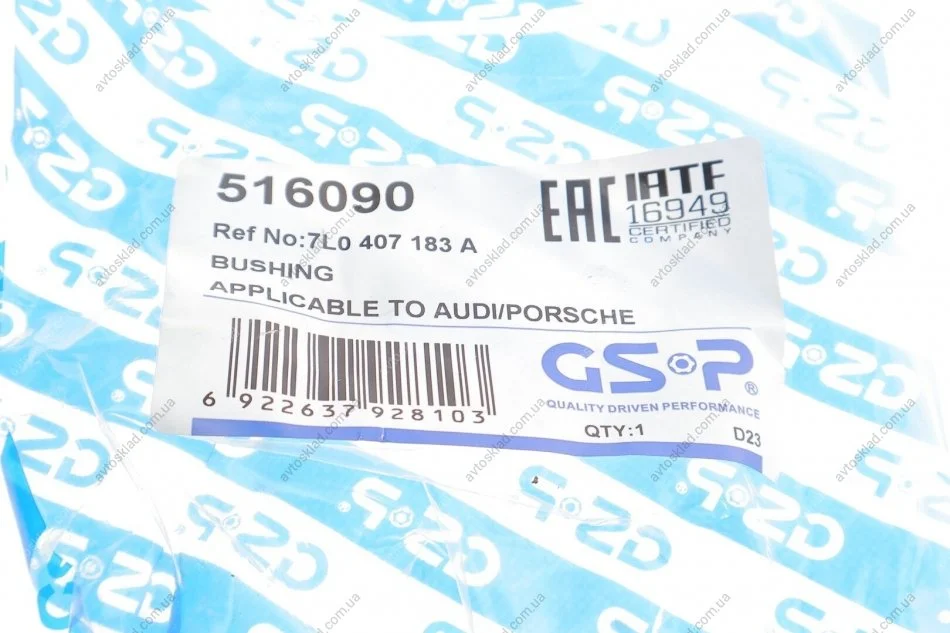 516090
EAC
IATF
16949
CERTIFIED
COMPANY
Ref No:7L0 407 183 A
BUSHING
APPLICABLE TO AUDI/PORSCHE
6 922637 928103
GSP®
QUALITY DRIVEN PERFORMANCE
QTY:1
D23
avtosklad.com.ua